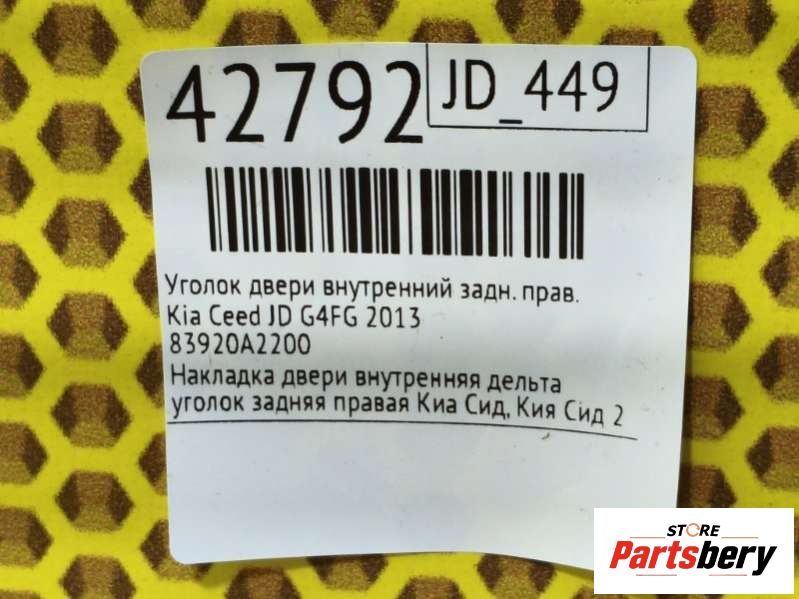 42792
JD_449
Уголок двери внутренний задн. прав.
Kia Ceed JD G4FG 2013
83920A2200
Накладка двери внутренняя дельта
уголок задняя правая Киа Сид, Кия Сид 2
STORE
Partsbery